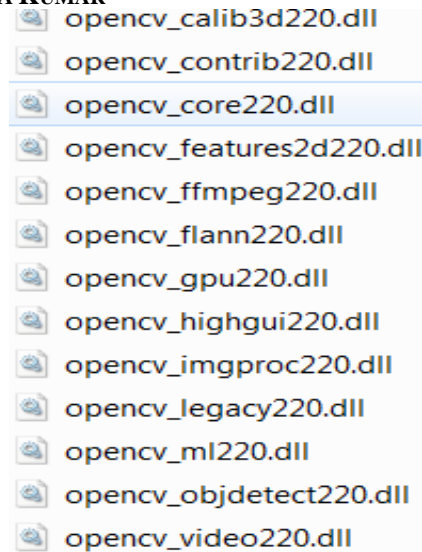 A KUMAR
opencv_calib3d220.dll
opencv_contrib220.dll
opencv_core220.dll
opencv_features2d220.dll
opencv_ffmpeg220.dll
opencv_flann220.dll
opencv_gpu220.dll
opencv_highgui220.dll
opencv_imgproc220.dll
opencv_legacy220.dll
opencv_ml220.dll
opencv_objdetect220.dll
opencv_video220.dll